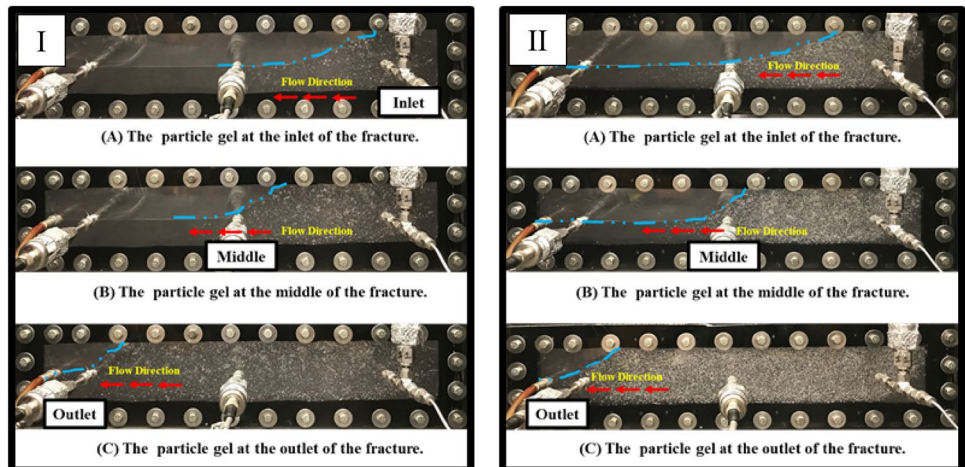 I
Flow Direction
Inlet
(A) The particle gel at the inlet of the fracture.
Flow Direction
Middle
(B) The particle gel at the middle of the fracture.
Flow Direction
Outlet
(C) The particle gel at the outlet of the fracture.
II
Flow Direction
(A) The particle gel at the inlet of the fracture.
Flow Direction
Middle
(B) The particle gel at the middle of the fracture.
Flow Direction
Outlet
(C) The particle gel at the outlet of the fracture.